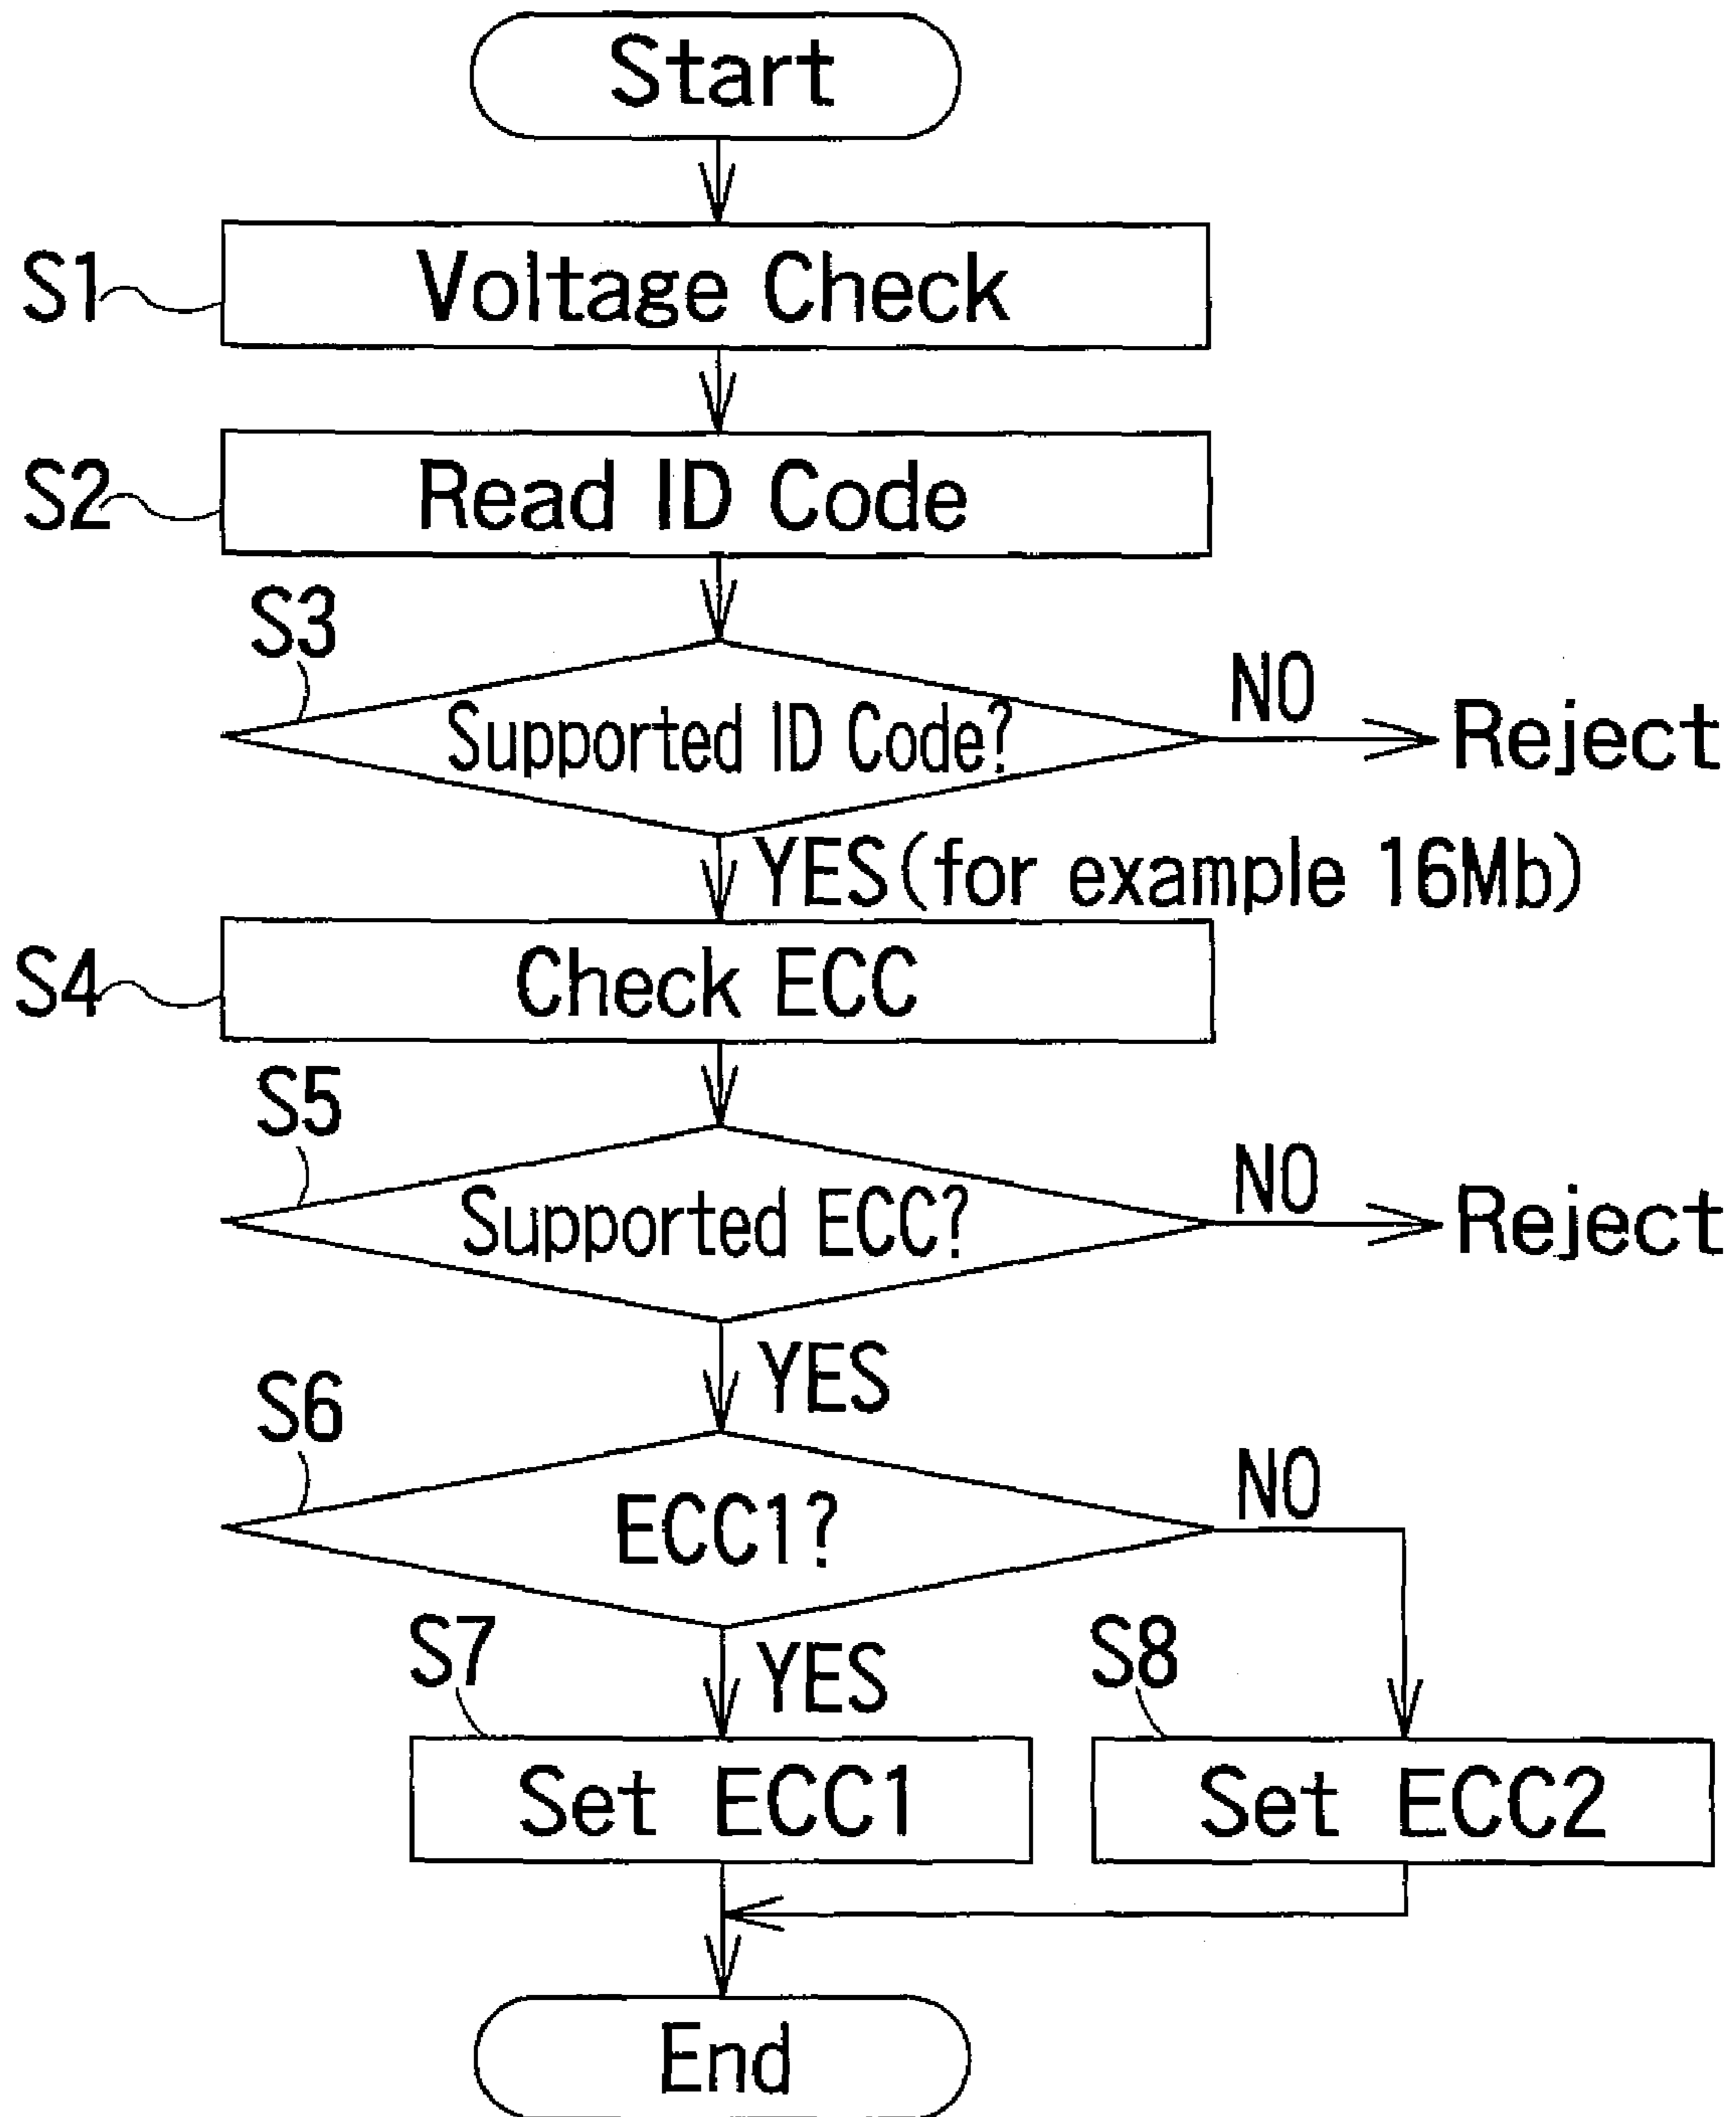 Start
S1
Voltage Check
S2
Read ID Code
S3
Supported ID Code?
NO
Reject
YES(for example 16Mb)
S4
Check ECC
S5
Supported ECC?
NO
Reject
YES
S6
ECC1?
NO
S7
YES
S8
Set ECC1
Set ECC2
End